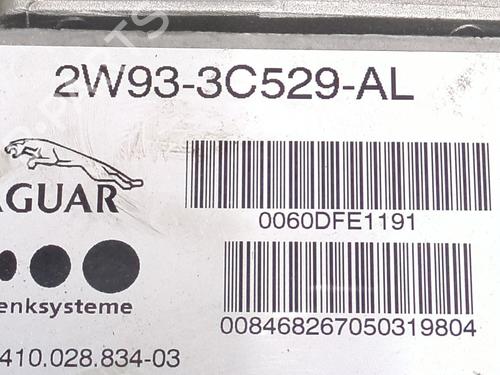 2W93-3C529-AL
AGUAR
0060DFE1191
enksysteme
008468267050319804
410.028.834-03